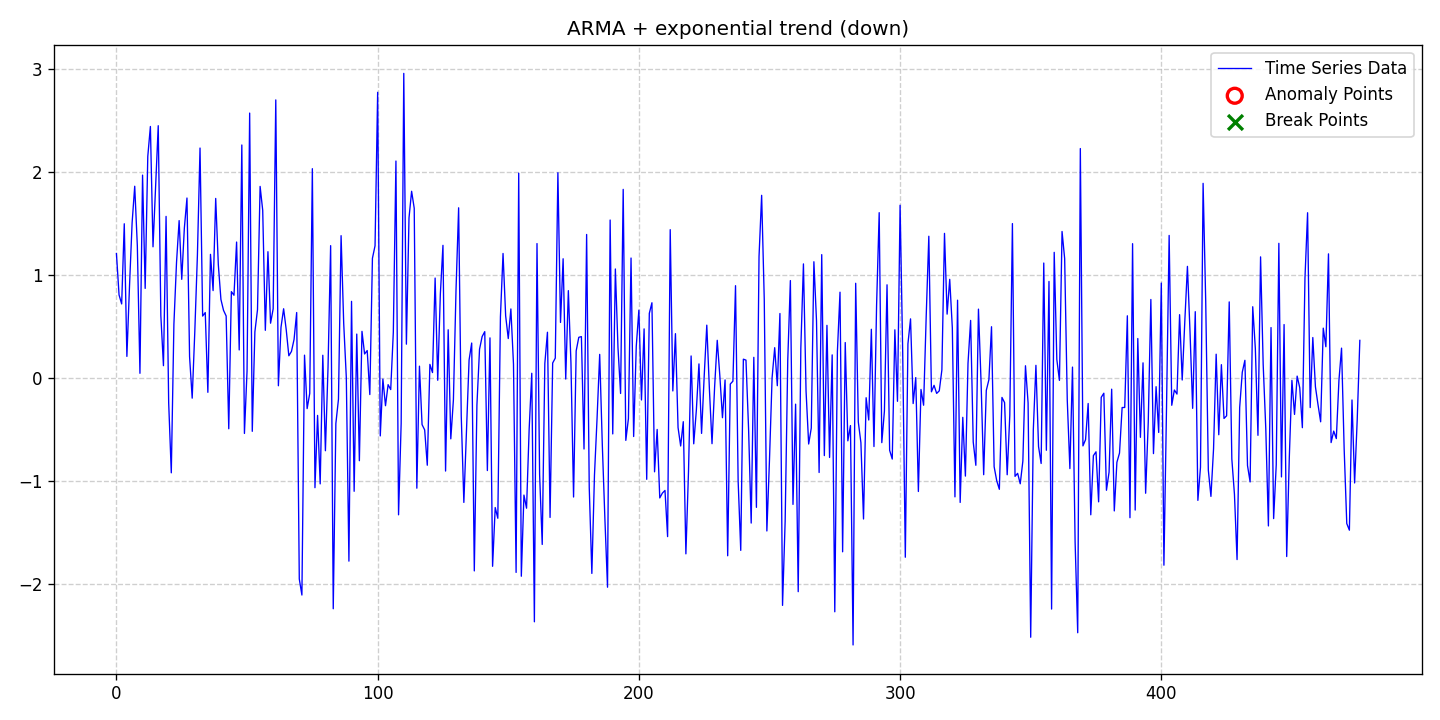 ARMA + exponential trend (down)
Time Series Data
Anomaly Points
Break Points
3
2
1
0
−1
−2
0
100
200
300
400